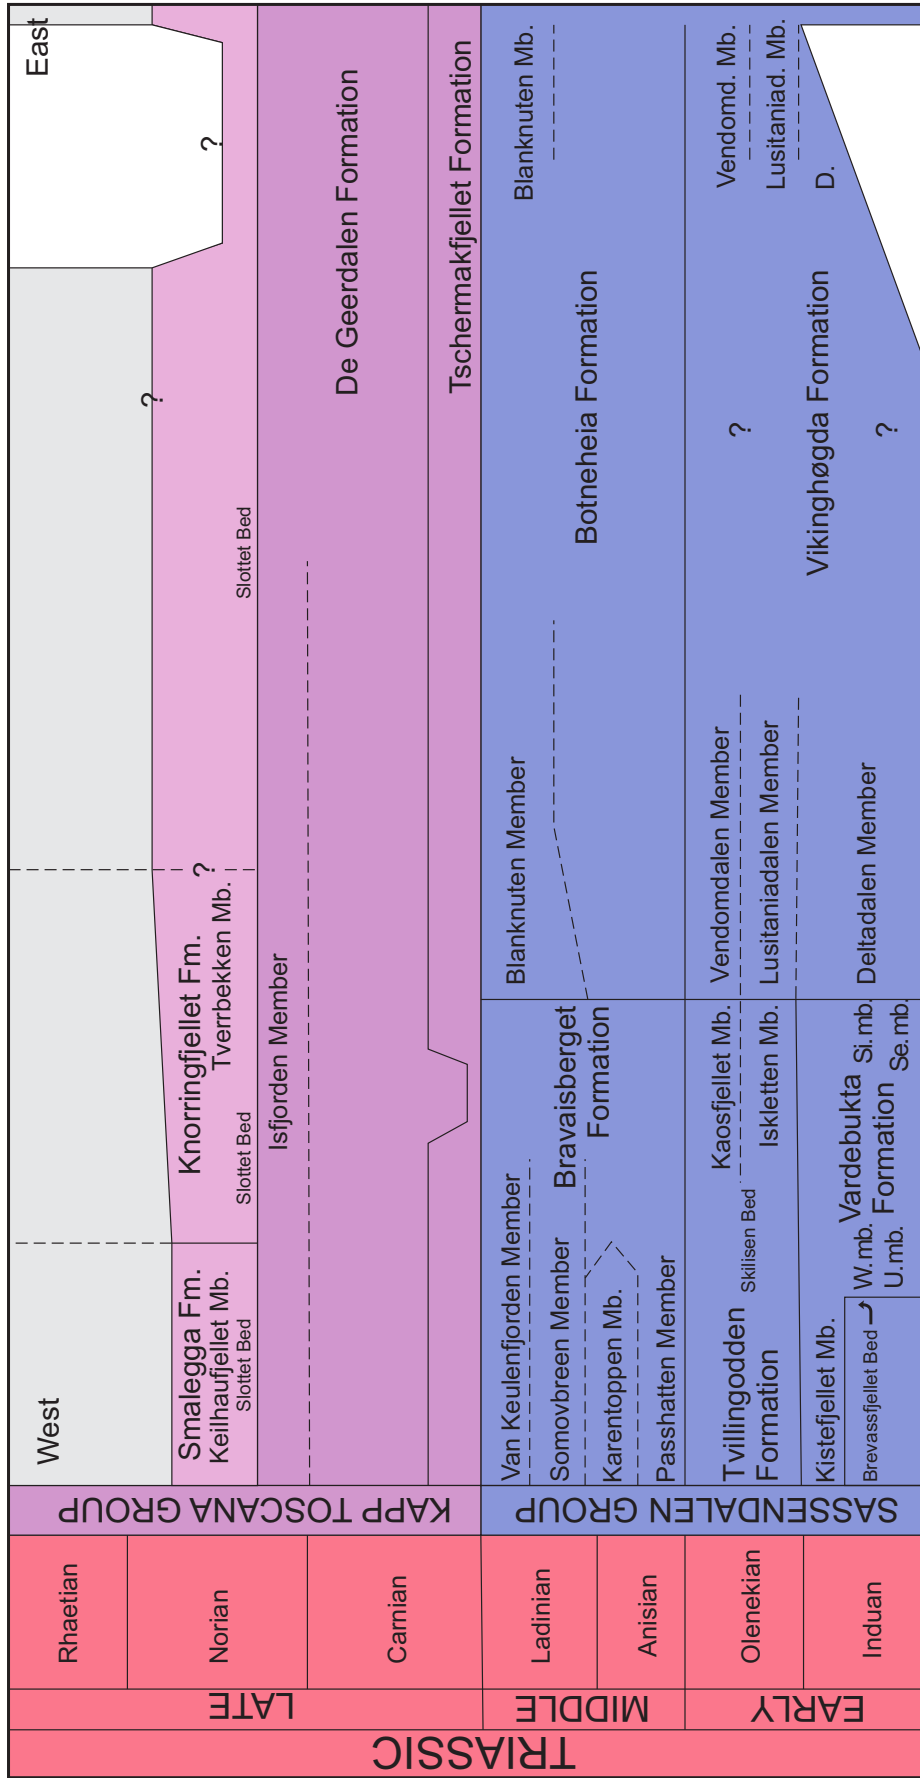 TRIASSIC
LATE
MIDDLE
EARLY
Rhaetian
Norian
Carnian
Ladinian
Anisian
Olenekian
Induan
KAPP TOSCANA GROUP
SASSENDALEN GROUP
West
East
Smalegga Fm.
Keilhaufjellet Mb.
Slottet Bed
Knorringfjellet Fm.
Tverrbekken Mb.
?
Slottet Bed
?
Slottet Bed
?
Isfjorden Member
De Geerdalen Formation
Tschermakfjellet Formation
Van Keulenfjorden Member
Somovbreen Member
Karentoppen Mb.
Passhatten Member
Bravaisberget
Formation
Blanknuten Member
Botneheia Formation
Blanknuten Mb.
Tvillingodden
Formation
Skilisen Bed
Kaosfjellet Mb.
Iskletten Mb.
Vendomdalen Member
Lusitaniadalen Member
?
Vendomd. Mb.
Lusitaniad. Mb.
Kistefjellet Mb.
Brevassfjellet Bed
W.mb.
U.mb.
Vardebukta
Formation
Si.mb.
Se.mb.
Deltadalen Member
Vikinghøgda Formation
?
D.